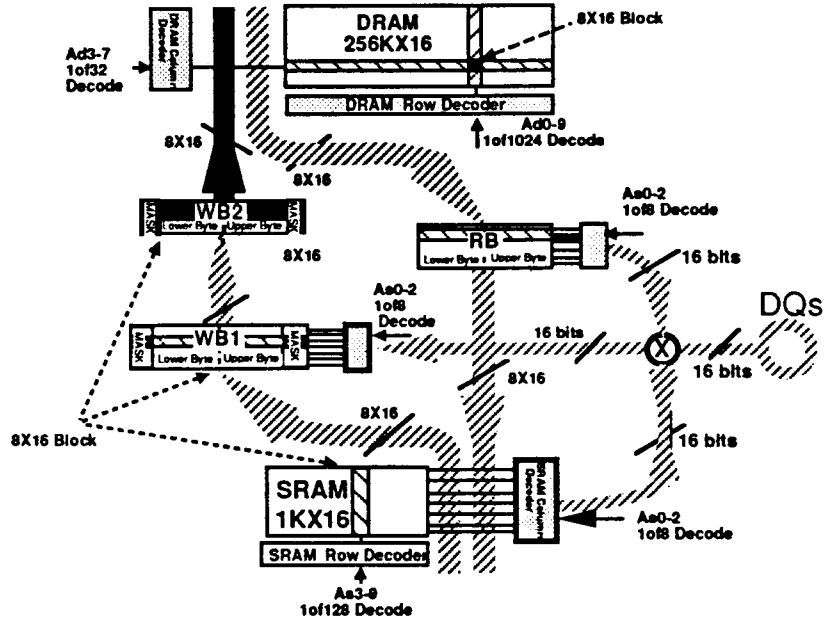 DRAM
256KX16
8X16 Block
Ad3-7
1of32
Decode
DRAM Column
Decoder
DRAM Row Decoder
Ad0-9
1of1024 Decode
8X16
8X16
As0-2
1of8 Decode
MASK
WB2
MASK
Lower Byte Upper Byte
8X16
RB
Lower Byte Upper Byte
16 bits
DQs
As0-2
1of8
Decode
MASK
WB1
MASK
Lower Byte Upper Byte
16 bits
X
16 bits
8X16
8X16
8X16 Block
16 bits
SRAM
1KX16
SRAM Column
Decoder
As0-2
1of8 Decode
SRAM Row Decoder
As3-9
1of128 Decode